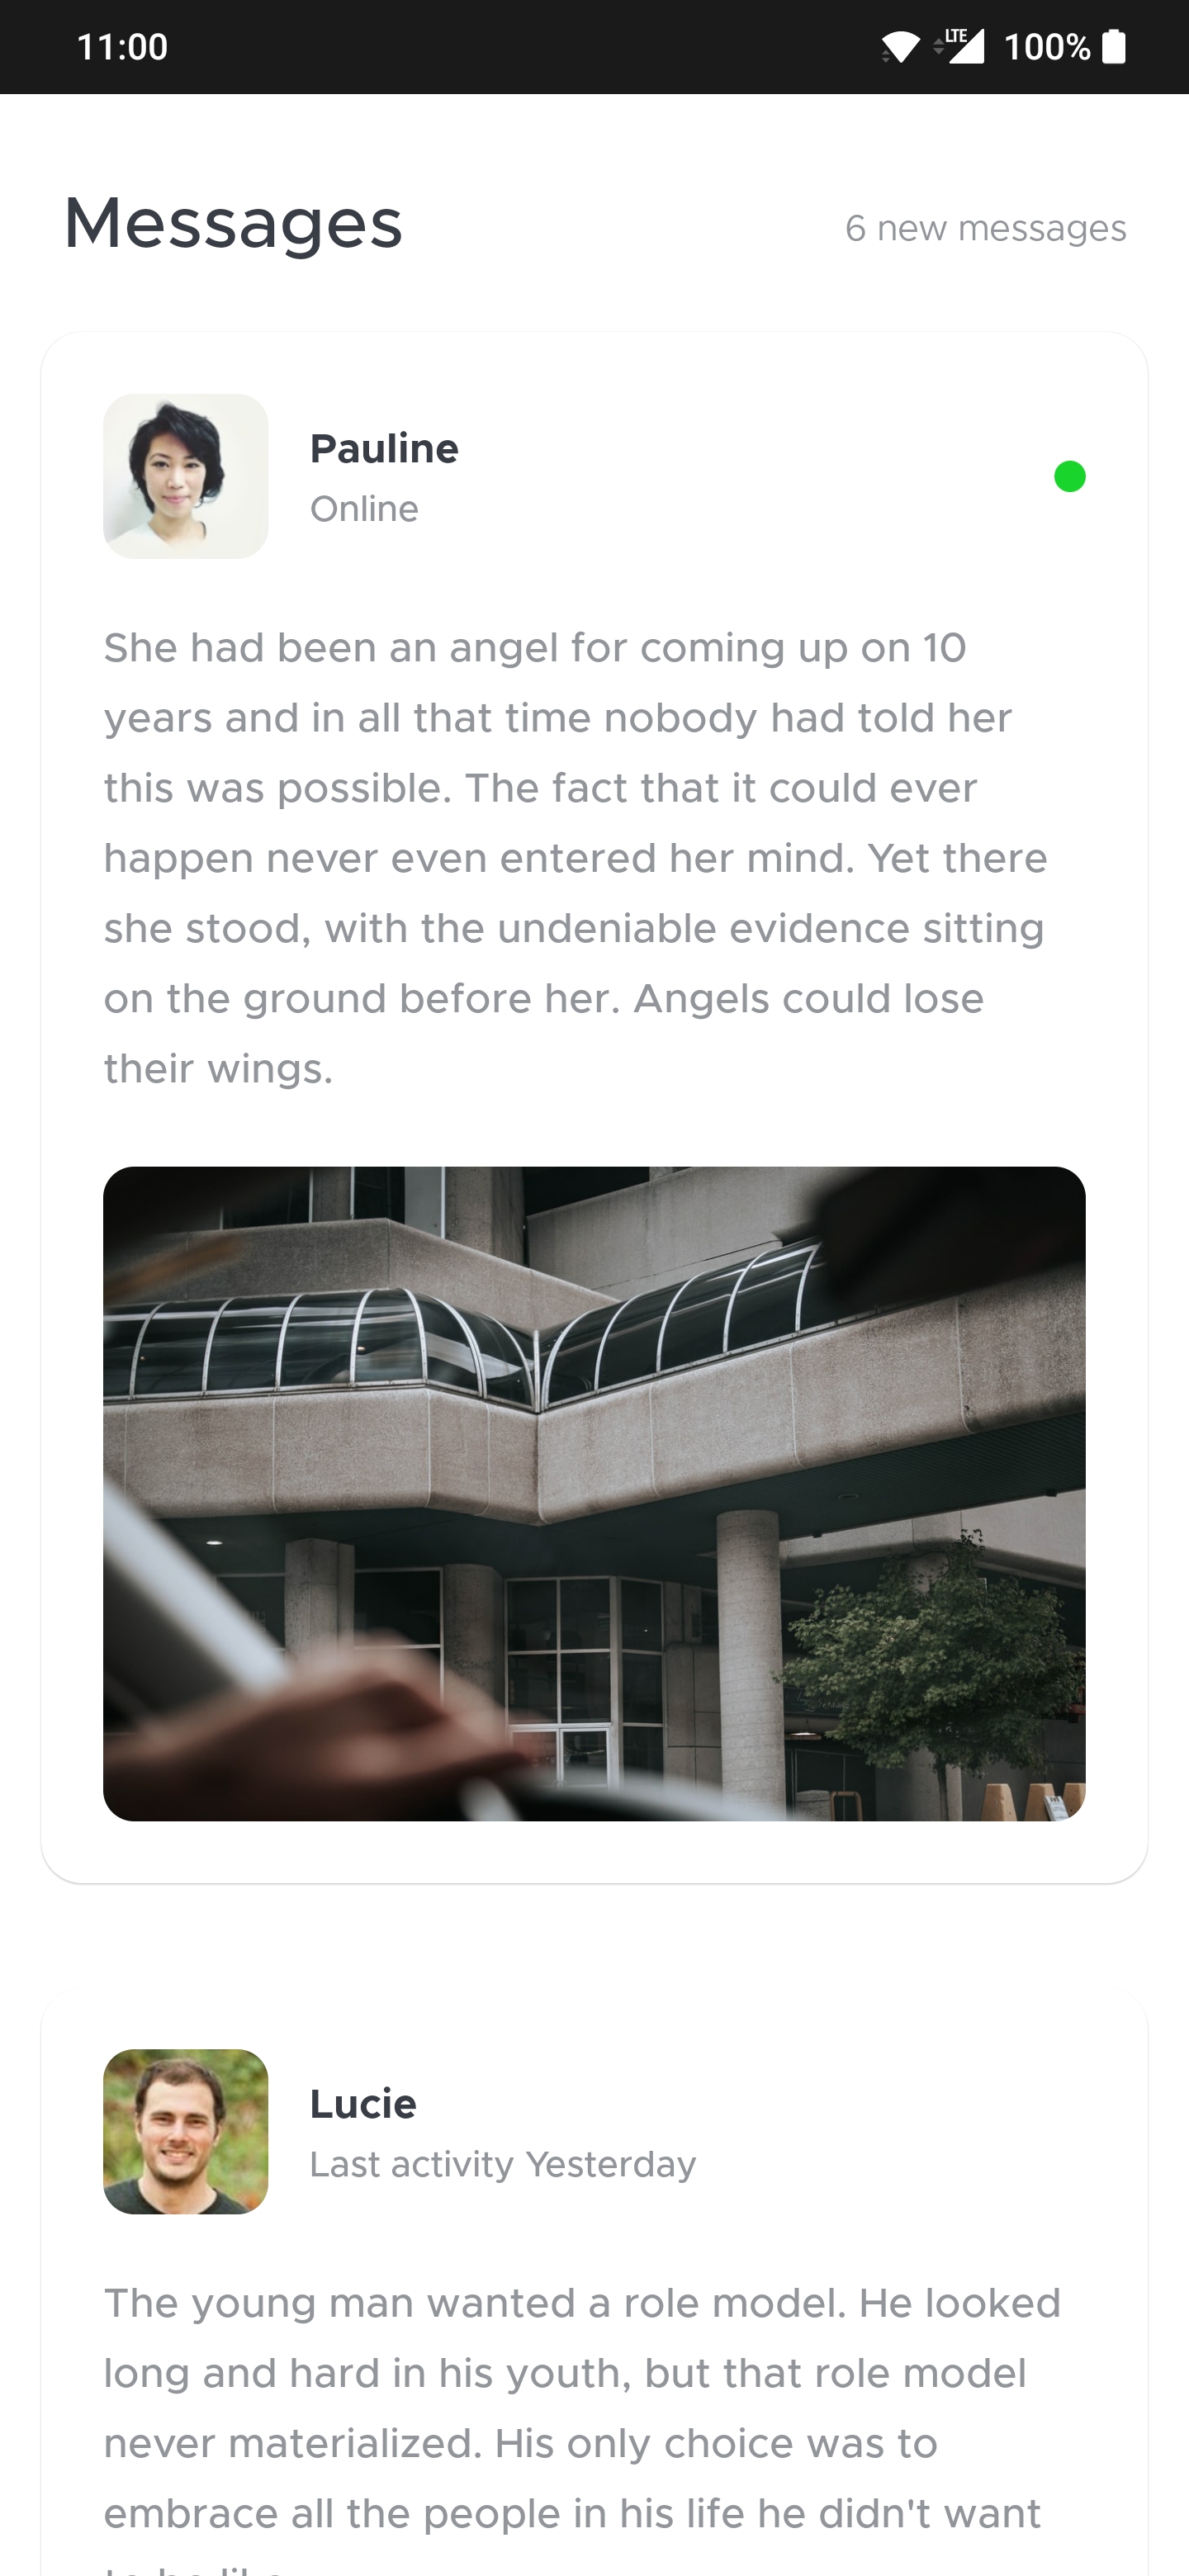 11:00
LTE
100%
Messages
6 new messages
Pauline
Online
She had been an angel for coming up on 10
years and in all that time nobody had told her
this was possible. The fact that it could ever
happen never even entered her mind. Yet there
she stood, with the undeniable evidence sitting
on the ground before her. Angels could lose
their wings.
Lucie
Last activity Yesterday
The young man wanted a role model. He looked
long and hard in his youth, but that role model
never materialized. His only choice was to
embrace all the people in his life he didn't want